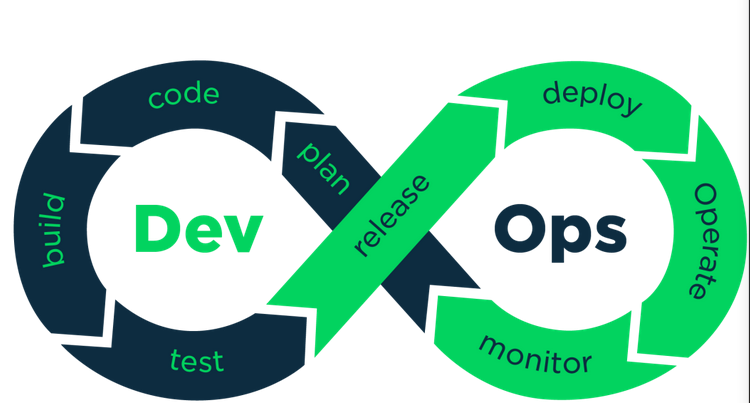 code
plan
build
Dev
test
release
deploy
Ops
Operate
monitor